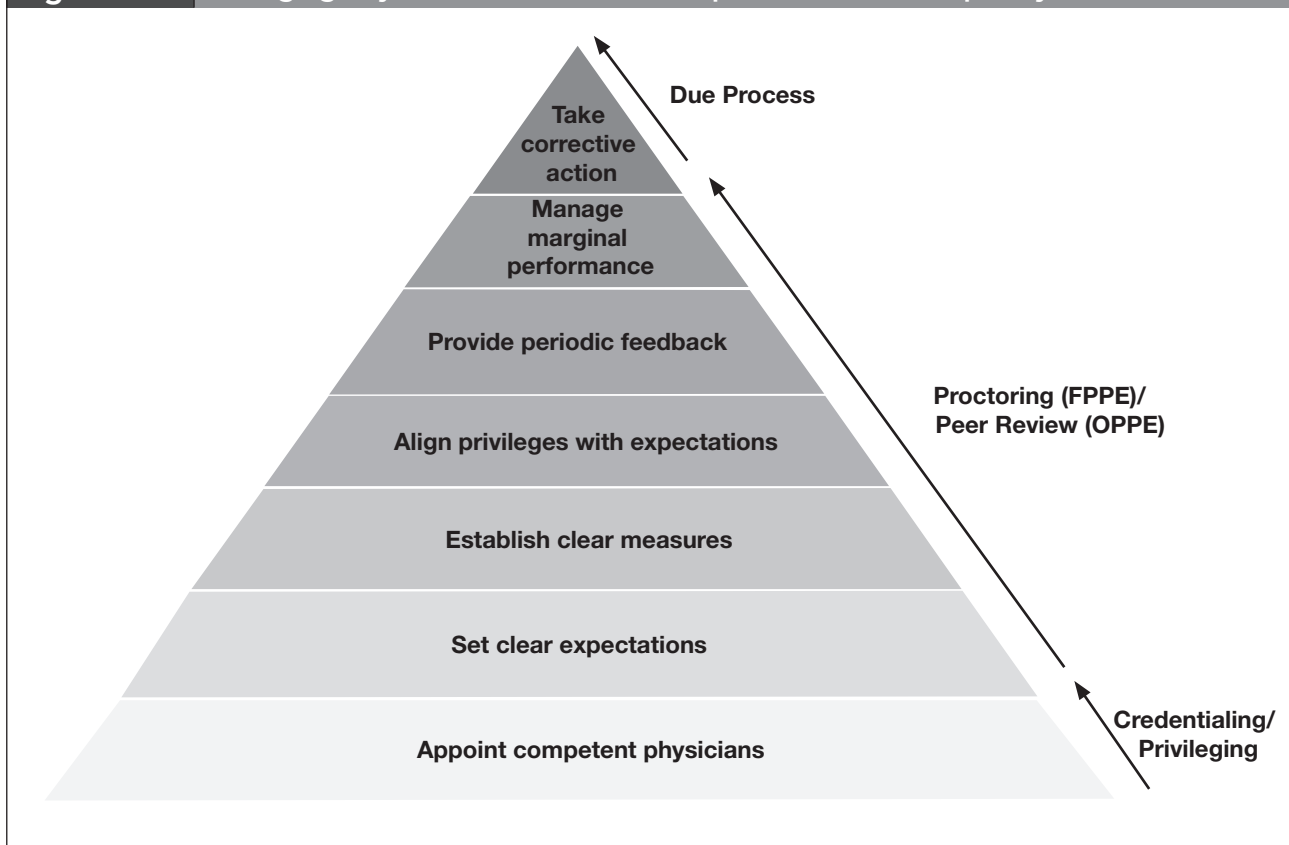 Due Process
Take
corrective
action
Manage
marginal
performance
Provide periodic feedback
Proctoring (FPPE)/
Peer Review (OPPE)
Align privileges with expectations
Establish clear measures
Set clear expectations
Credentialing/
Privileging
Appoint competent physicians